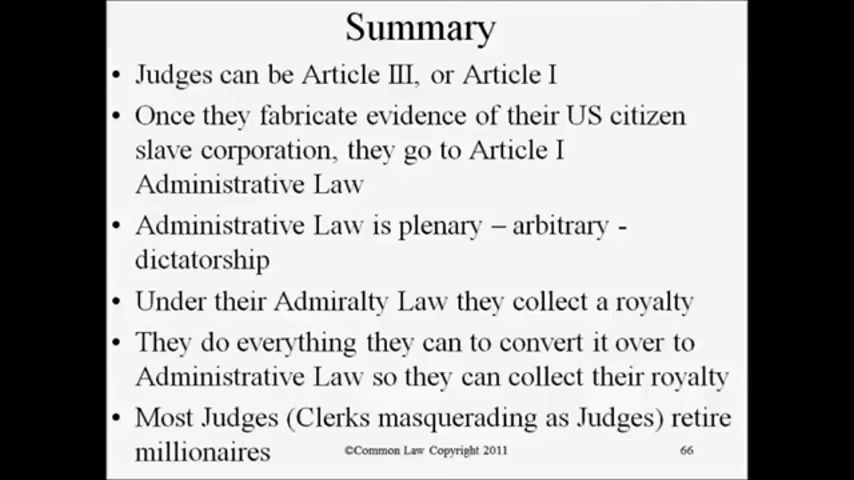 Summary
• Judges can be Article III, or Article I
• Once they fabricate evidence of their US citizen
slave corporation, they go to Article I
Administrative Law
• Administrative Law is plenary – arbitrary -
dictatorship
• Under their Admiralty Law they collect a royalty
• They do everything they can to convert it over to
Administrative Law so they can collect their royalty
• Most Judges (Clerks masquerading as Judges) retire
millionaires
©Common Law Copyright 2011
66